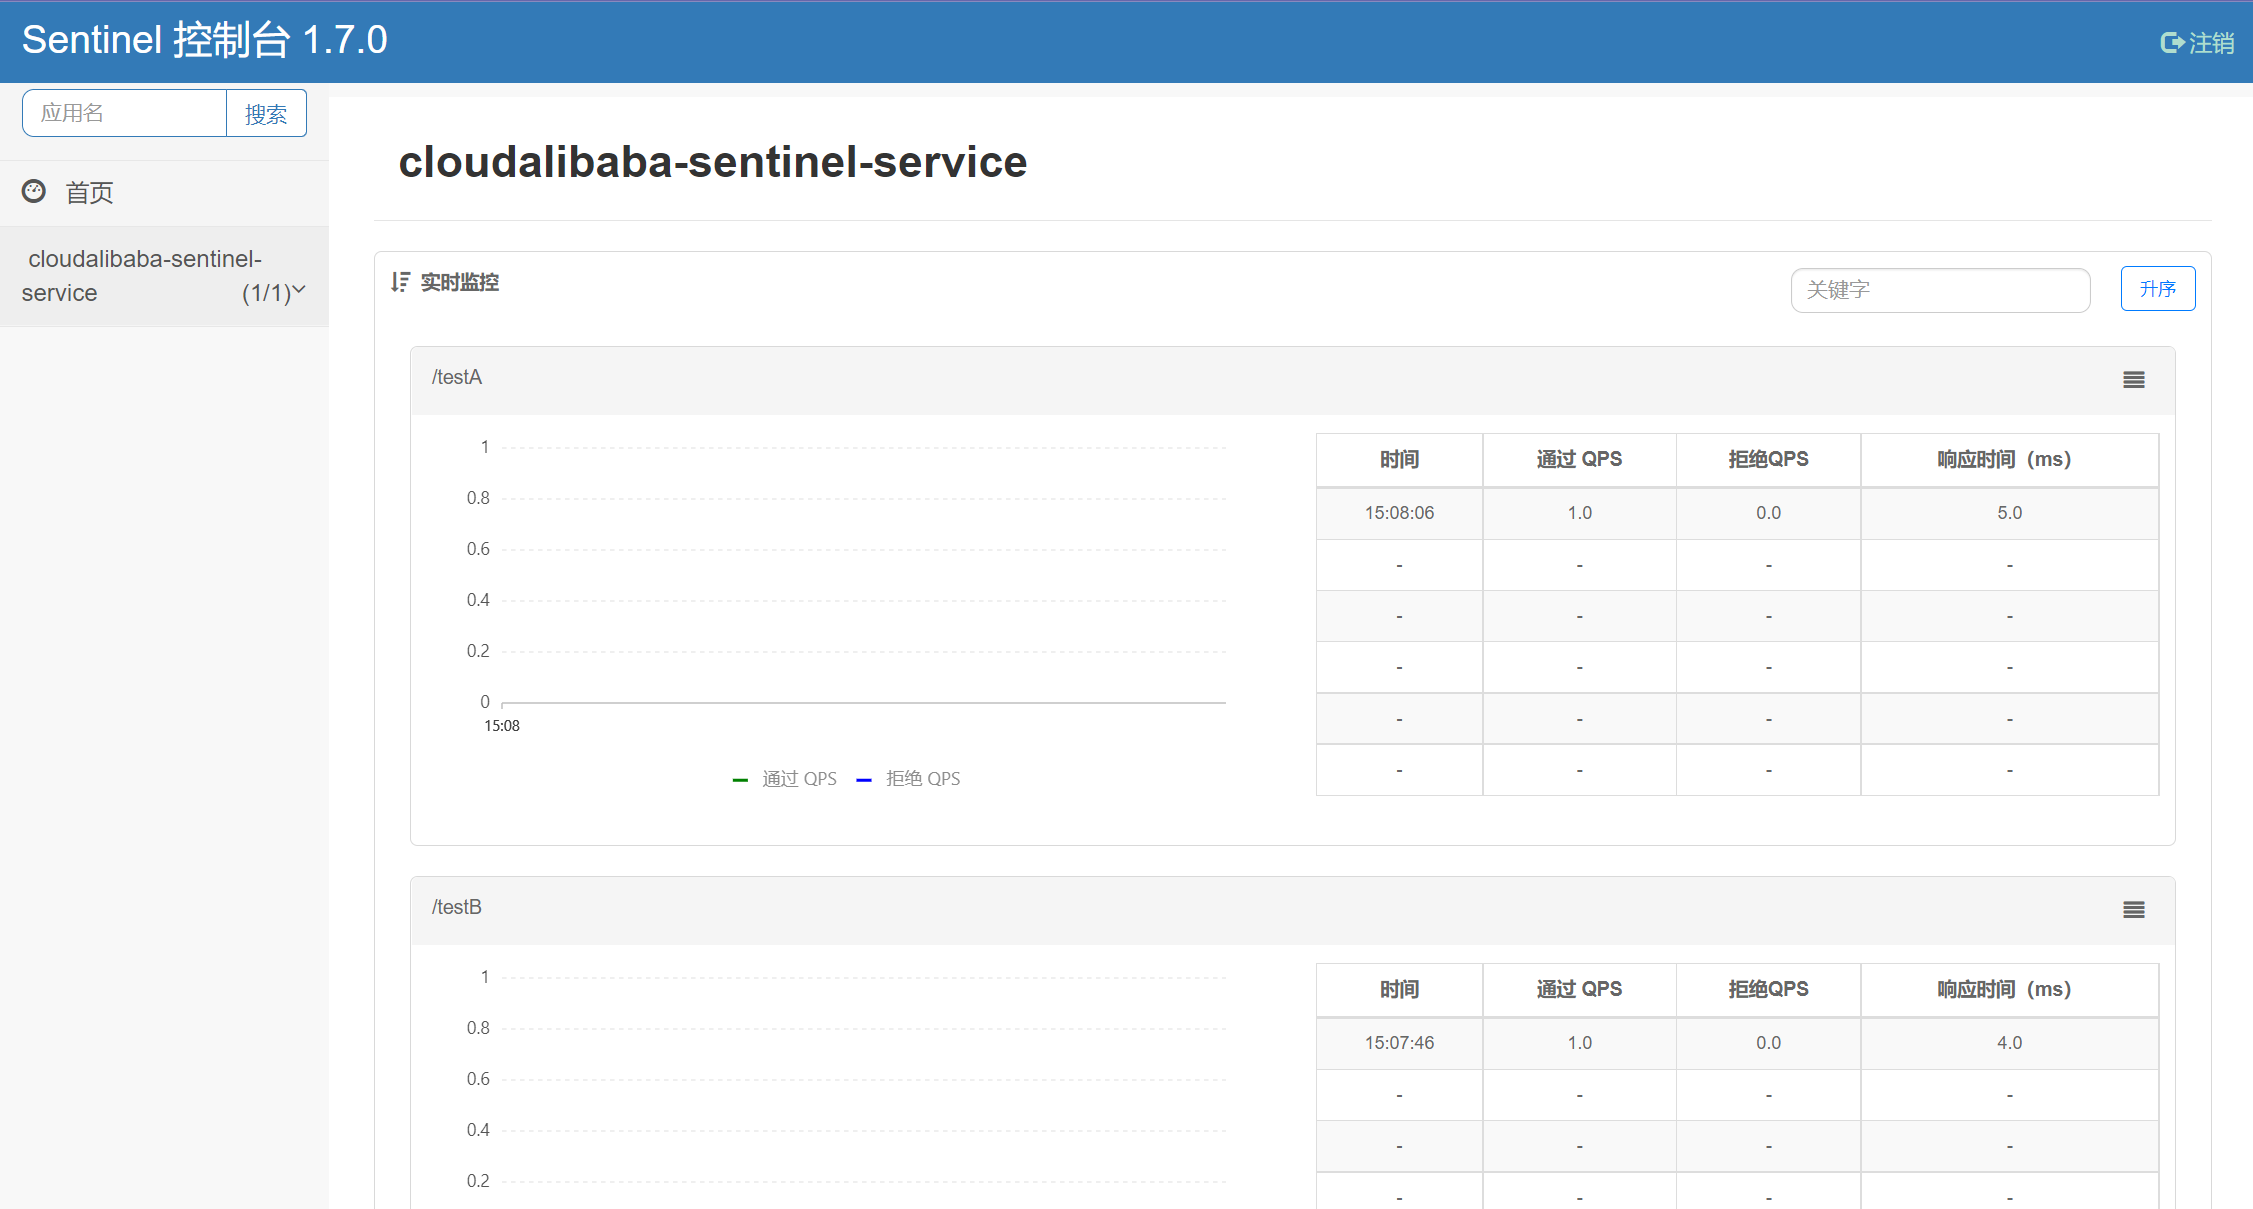 Sentinel 控制台 1.7.0
注销
应用名 搜索
首页
cloudalibaba-sentinel-
service (1/1)
cloudalibaba-sentinel-service
实时监控
关键字 升序
/testA
1
0.8
0.6
0.4
0.2
0
15:08
通过 QPS 拒绝 QPS
时间 通过 QPS 拒绝QPS 响应时间（ms）
15:08:06 1.0 0.0 5.0
- - - -
- - - -
- - - -
- - - -
- - - -
/testB
1
0.8
0.6
0.4
0.2
时间 通过 QPS 拒绝QPS 响应时间（ms）
15:07:46 1.0 0.0 4.0
- - - -
- - - -
- - - -